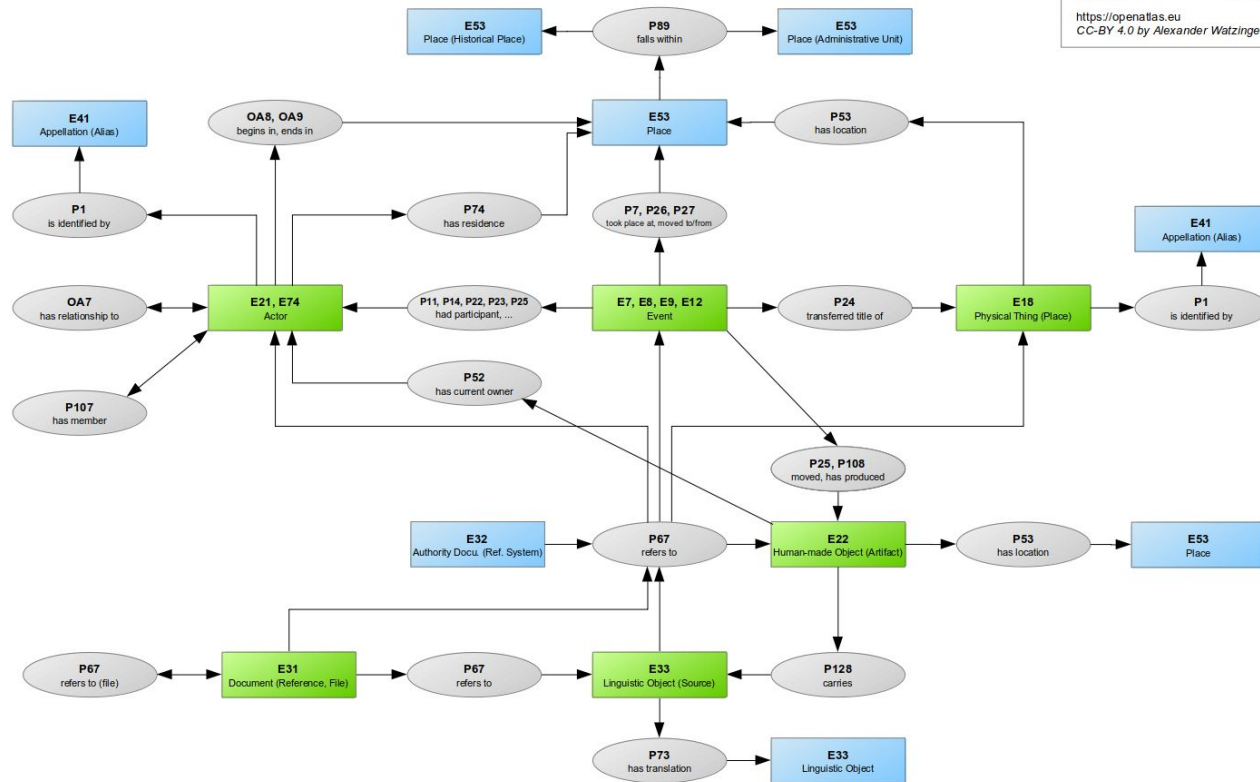 E53
Place (Historical Place)
P89
falls within
E53
Place (Administrative Unit)
https://openatlas.eu
CC-BY 4.0 by Alexander Watzinge
E41
Appellation (Alias)
OA8, OA9
begins in, ends in
E53
Place
P53
has location
P1
is identified by
P74
has residence
P7, P26, P27
took place at, moved to/from
E41
Appellation (Alias)
OA7
has relationship to
E21, E74
Actor
P11, P14, P22, P23, P25
had participant, ...
E7, E8, E9, E12
Event
P24
transferred title of
E18
Physical Thing (Place)
P1
is identified by
P107
has member
P52
has current owner
P25, P108
moved, has produced
E32
Authority Docu. (Ref. System)
P67
refers to
E22
Human-made Object (Artifact)
P53
has location
E53
Place
P67
refers to (file)
E31
Document (Reference, File)
P67
refers to
E33
Linguistic Object (Source)
P128
carries
P73
has translation
E33
Linguistic Object